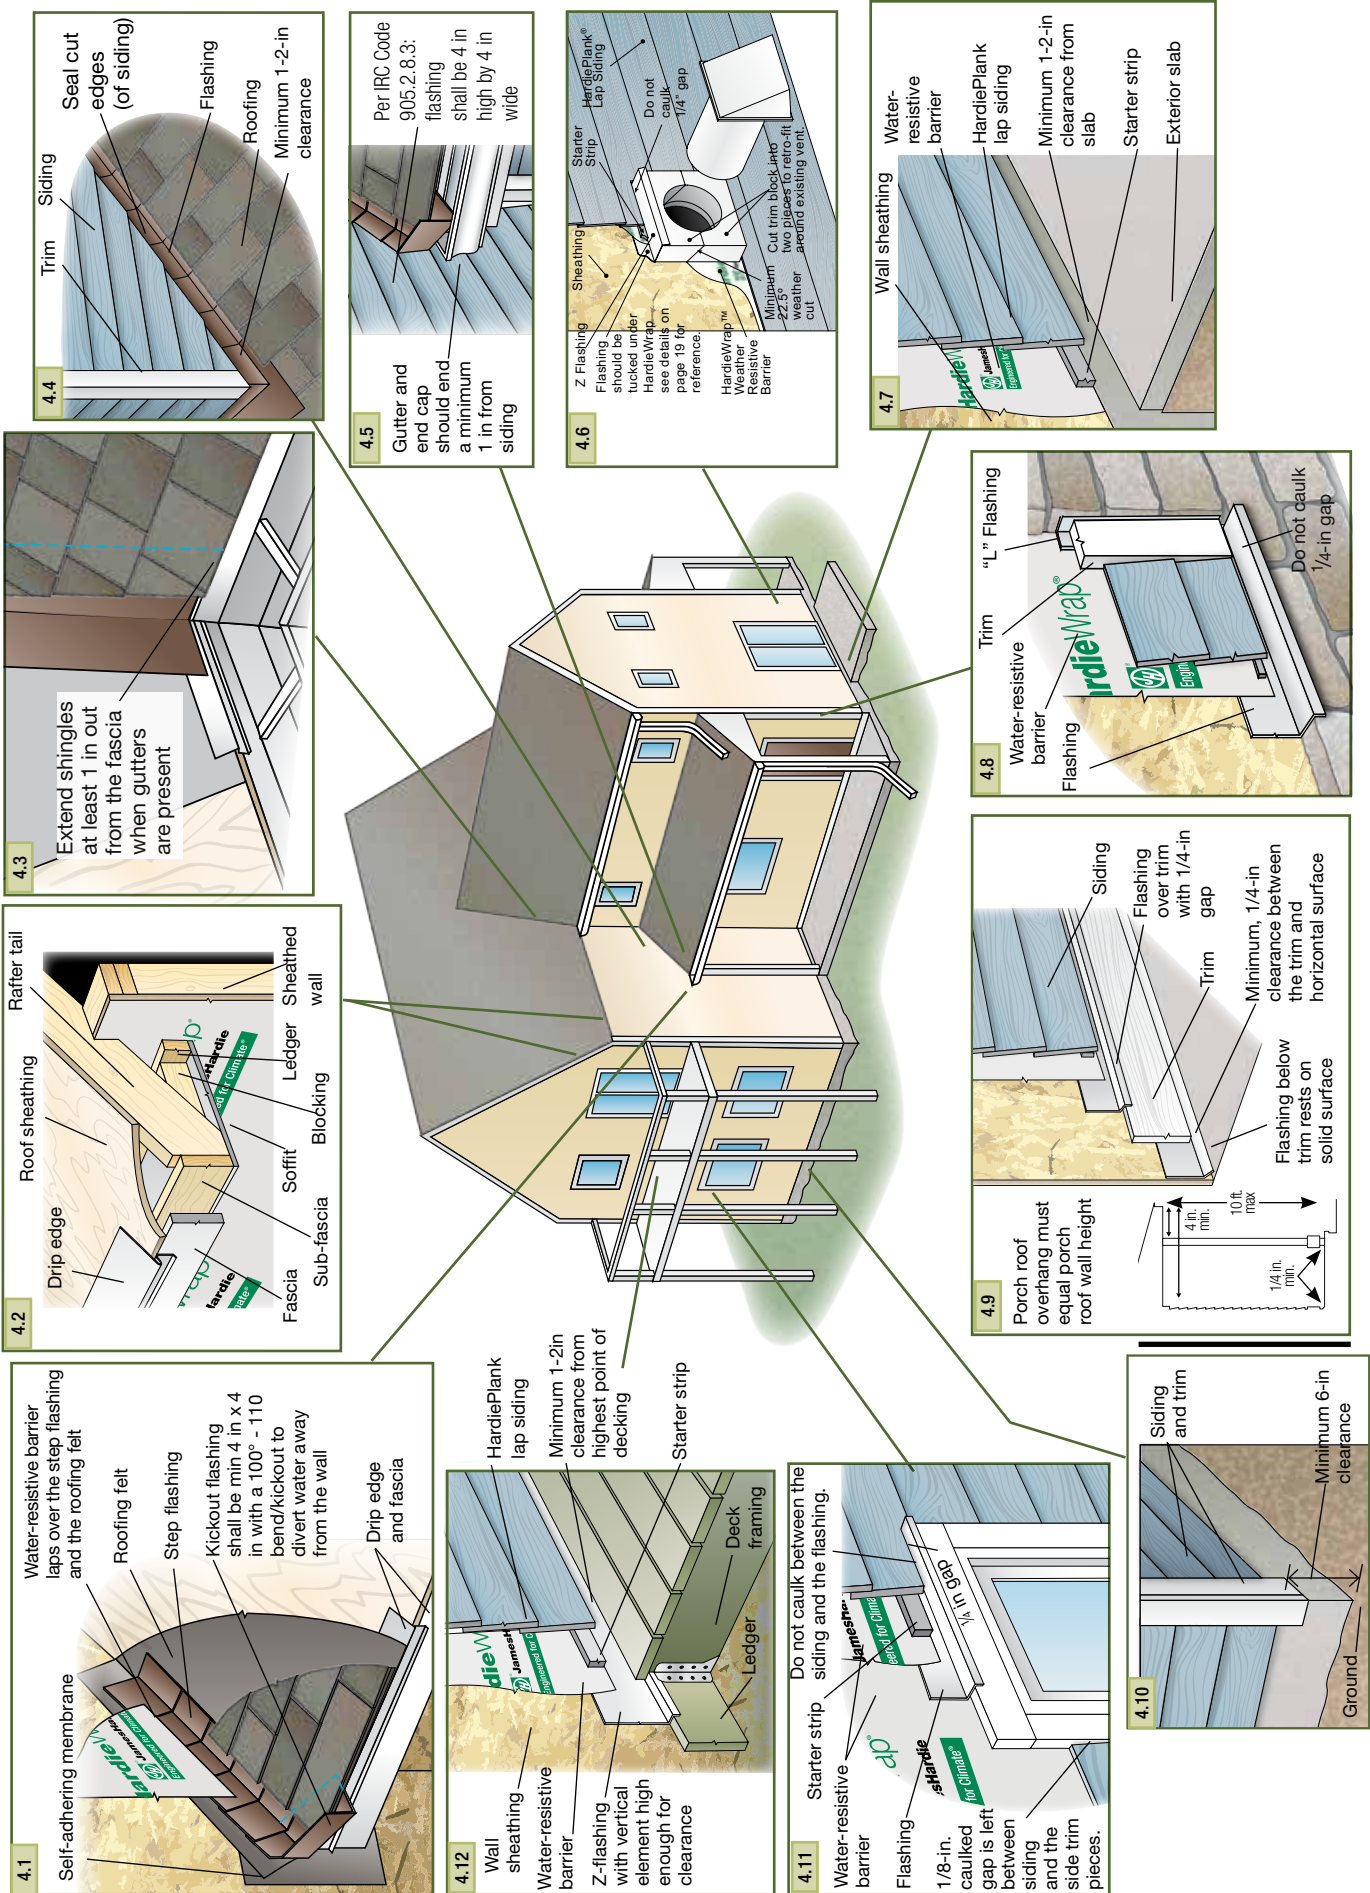 4.1
Self-adhering membrane
Water-resistive barrier
laps over the step flashing
and the roofing felt
Roofing felt
Step flashing
Kickout flashing
shall be min 4 in x 4
in with a 100° - 110
bend/kickout to
divert water away
from the wall
Drip edge
and fascia
JamesHardie
Engineered for Climate
4.2
Drip edge
Roof sheathing
Rafter tail
Fascia
Sub-fascia
Soffit
Blocking
Ledger
Sheathed
wall
4.3
Extend shingles
at least 1 in out
from the fascia
when gutters
are present
4.4
Trim
Siding
Seal cut
edges
(of siding)
Flashing
Roofing
Minimum 1-2-in
clearance
4.5
Gutter and
end cap
should end
a minimum
1 in from
siding
Per IRC Code
905.2.8.3:
flashing
shall be 4 in
high by 4 in
wide
4.6
Z Flashing
Flashing
should be
tucked under
HardieWrap
see details on
page 19 for
reference.
HardieWrap™
Weather
Resistive
Barrier
Sheathing
Starter
Strip
HardiePlank®
Lap Siding
Do not
caulk
1/4" gap
Minimum
22.5°
weather
cut
Cut trim block into
two pieces to retro-fit
around existing vent.
4.7
Wall sheathing
Water-
resistive
barrier
HardiePlank
lap siding
Minimum 1-2-in
clearance from
slab
Starter strip
Exterior slab
4.8
Flashing
Water-resistive
barrier
Trim
"L" Flashing
Do not caulk
1/4-in gap
rdieWrap®
4.9
Porch roof
overhang must
equal porch
roof wall height
4 in.
min.
10 ft.
max
1/4 in.
min.
Siding
Flashing
over trim
with 1/4-in
gap
Trim
Minimum, 1/4-in
clearance between
the trim and
horizontal surface
Flashing below
trim rests on
solid surface
4.10
Siding
and trim
Minimum 6-in
clearance
Ground
4.11
Water-resistive
barrier
Starter strip
Do not caulk between the
siding and the flashing.
Flashing
1/4 in gap
1/8-in.
caulked
gap is left
between
siding
and the
side trim
pieces.
ap®
sHardie
for Climate®
4.12
Wall
sheathing
Water-resistive
barrier
Z-flashing
with vertical
element high
enough for
clearance
HardiePlank
lap siding
Minimum 1-2in
clearance from
highest point of
decking
Starter strip
Deck
framing
Ledger